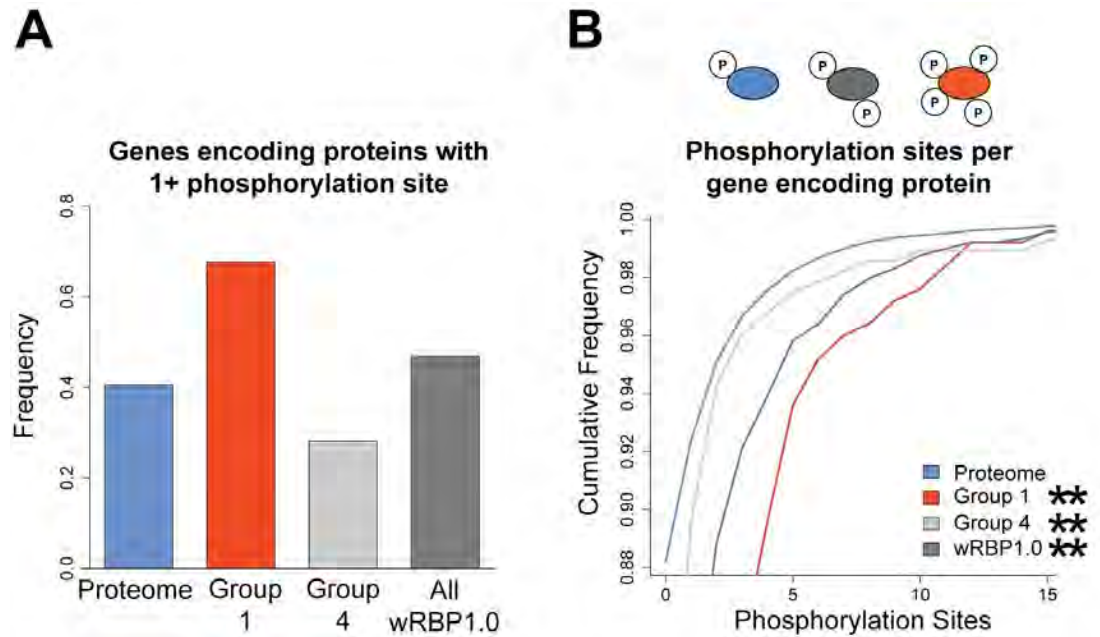 A
Genes encoding proteins with
1+ phosphorylation site
Frequency
0.8
0.6
0.4
0.2
0.0
Proteome
Group
1
Group
4
All
wRBP1.0
B
P
P
P
P
P
P
P
Phosphorylation sites per
gene encoding protein
Cumulative Frequency
1.00
0.98
0.96
0.94
0.92
0.90
0.88
Proteome
Group 1 **
Group 4 **
wRBP1.0 **
0 5 10 15
Phosphorylation Sites